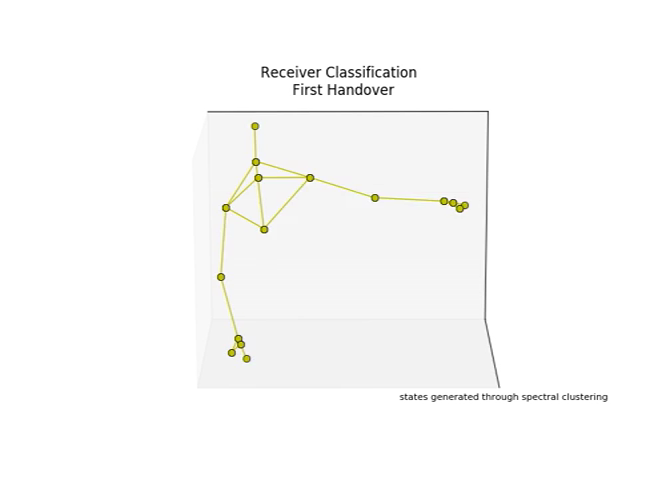 Receiver Classification
First Handover
states generated through spectral clustering